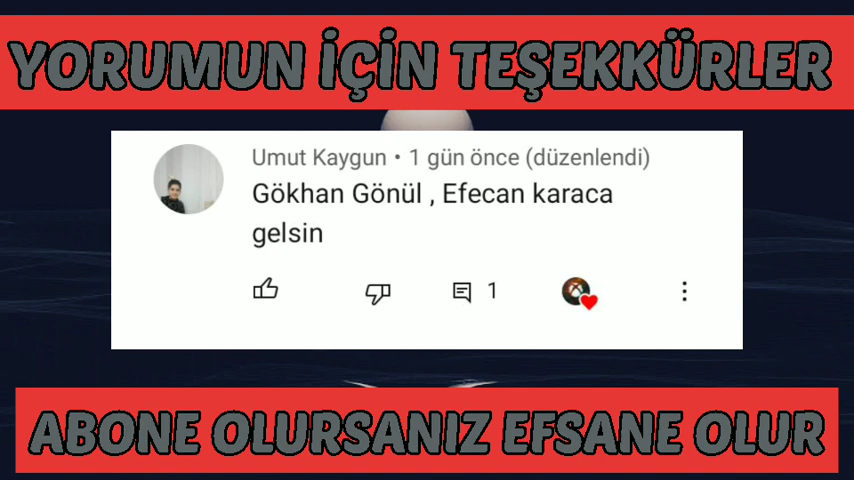 YORUMUN İÇİN TEŞEKKÜRLER
Umut Kaygun • 1 gün önce (düzenlendi)
Gökhan Gönül , Efecan karaca
gelsin
1
ABONE OLURSANIZ EFSANE OLUR